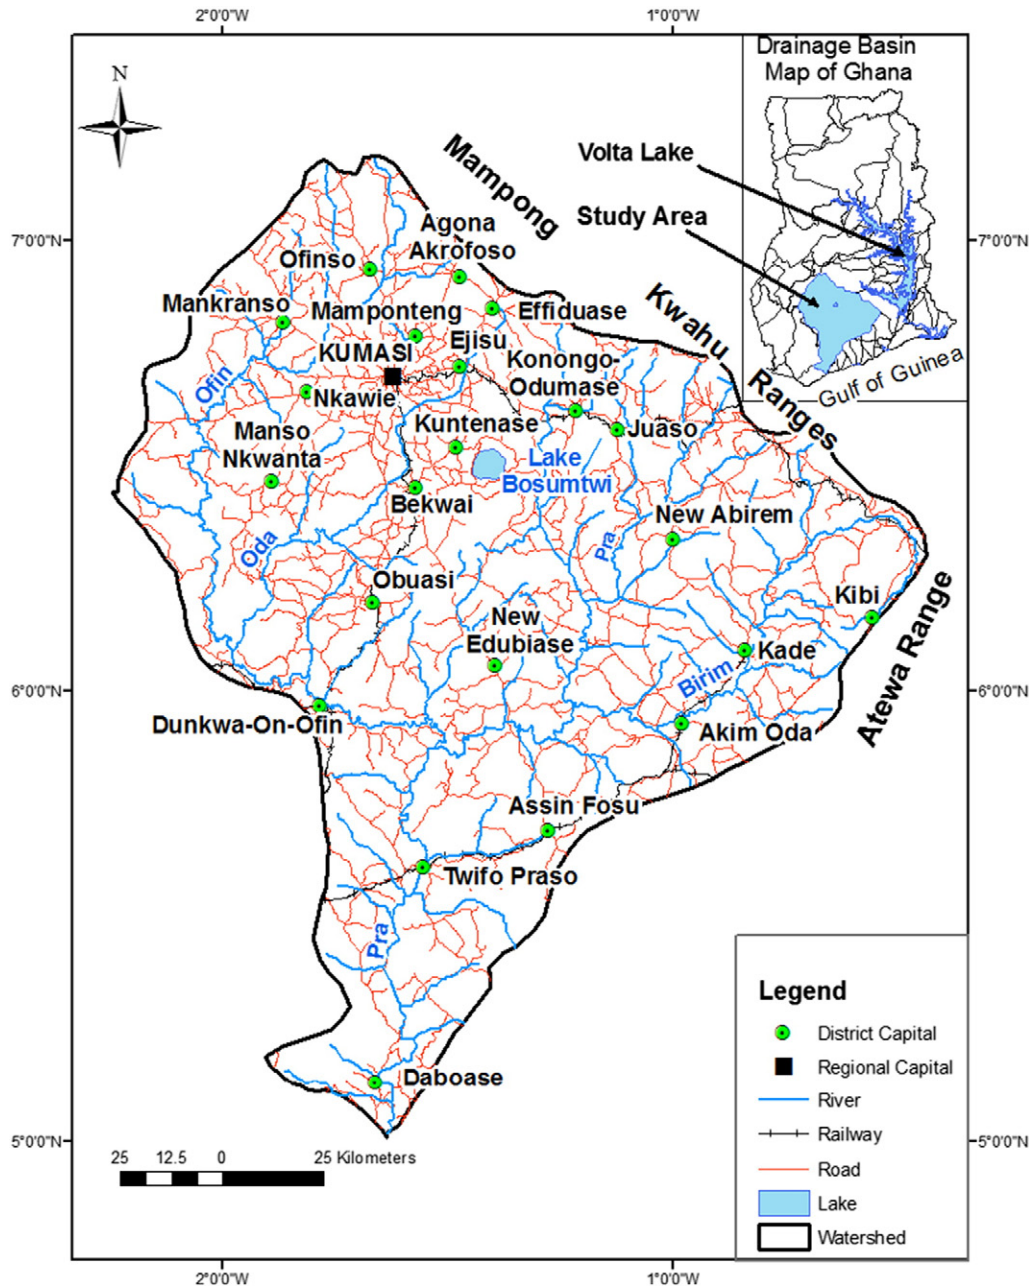 2°0'0"W
1°0'0"W
Drainage Basin
Map of Ghana
N
Mampong
Volta Lake
Study Area
Agona
Akrofoso
7°0'0"N
7°0'0"N
Ofinso
Mankranso
Mamponteng
Effiduase
Kwahu
Ejisu
KUMASI
Konongo-
Odumase
Gulf of Guinea
Ofin
Nkawie
Ranges
Kuntenase
Juaso
Manso
Nkwanta
Lake
Bosumtwi
Bekwai
New Abirem
Oda
Pra
Obuasi
Kibi
New
Edubiase
Kade
Atewa Range
Birim
6°0'0"N
6°0'0"N
Dunkwa-On-Ofin
Akim Oda
Assin Fosu
Twifo Praso
Pra
Legend
District Capital
Regional Capital
River
Railway
Road
Lake
Watershed
Daboase
5°0'0"N
5°0'0"N
25 12.5 0 25 Kilometers
2°0'0"W
1°0'0"W